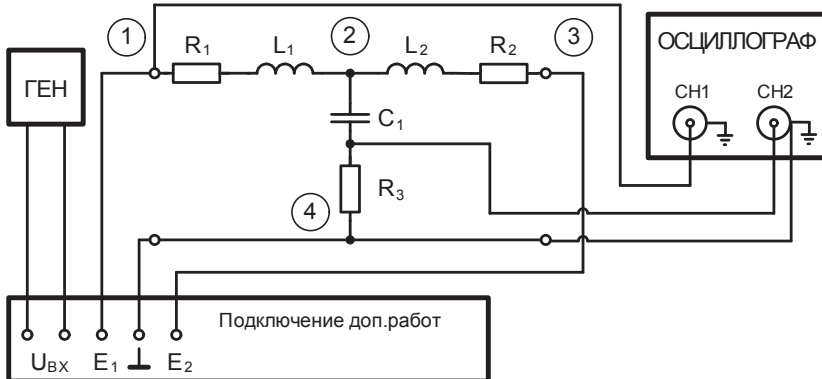 1
R1
L1
2
L2
R2
3
ОСЦИЛЛОГРАФ
ГЕН
CH1
CH2
C1
R3
4
Подключение доп.работ
UВХ
E1
E2